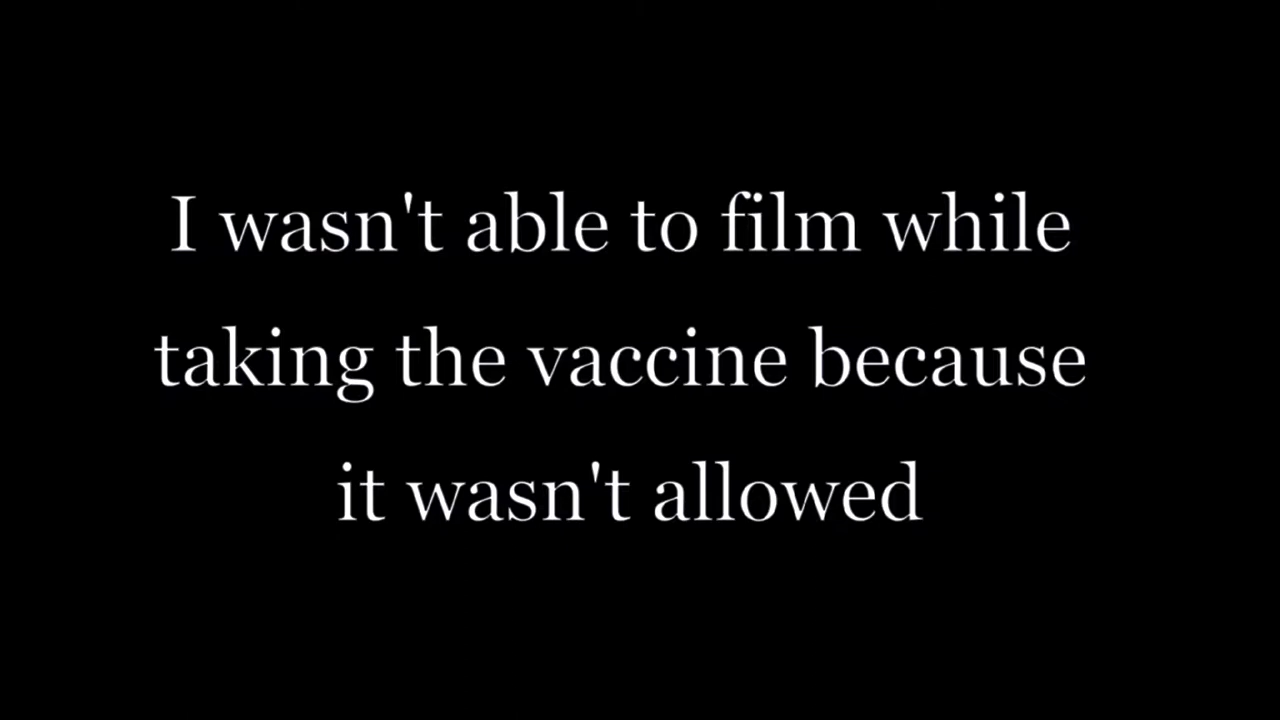 I wasn't able to film while
taking the vaccine because
it wasn't allowed